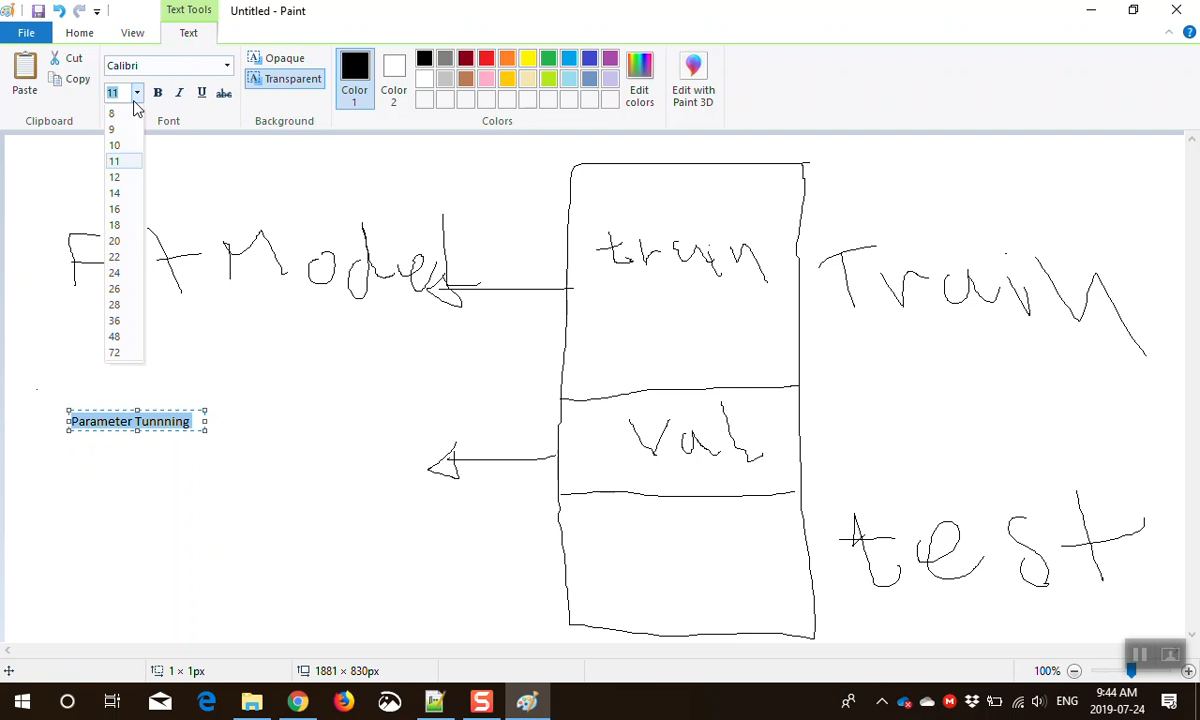 Text Tools
Untitled - Paint
File
Home
View
Text
Paste
Cut
Copy
Clipboard
Calibri
11
B I U abc
Font
Opaque
Transparent
Background
Color 1
Color 2
Edit colors
Edit with Paint 3D
Colors
8
9
10
11
12
14
16
18
20
22
24
26
28
36
48
72
Model
train
Train
Parameter Tunnning
val
test
1 × 1px
1881 × 830px
100%
ENG
9:44 AM
2019-07-24